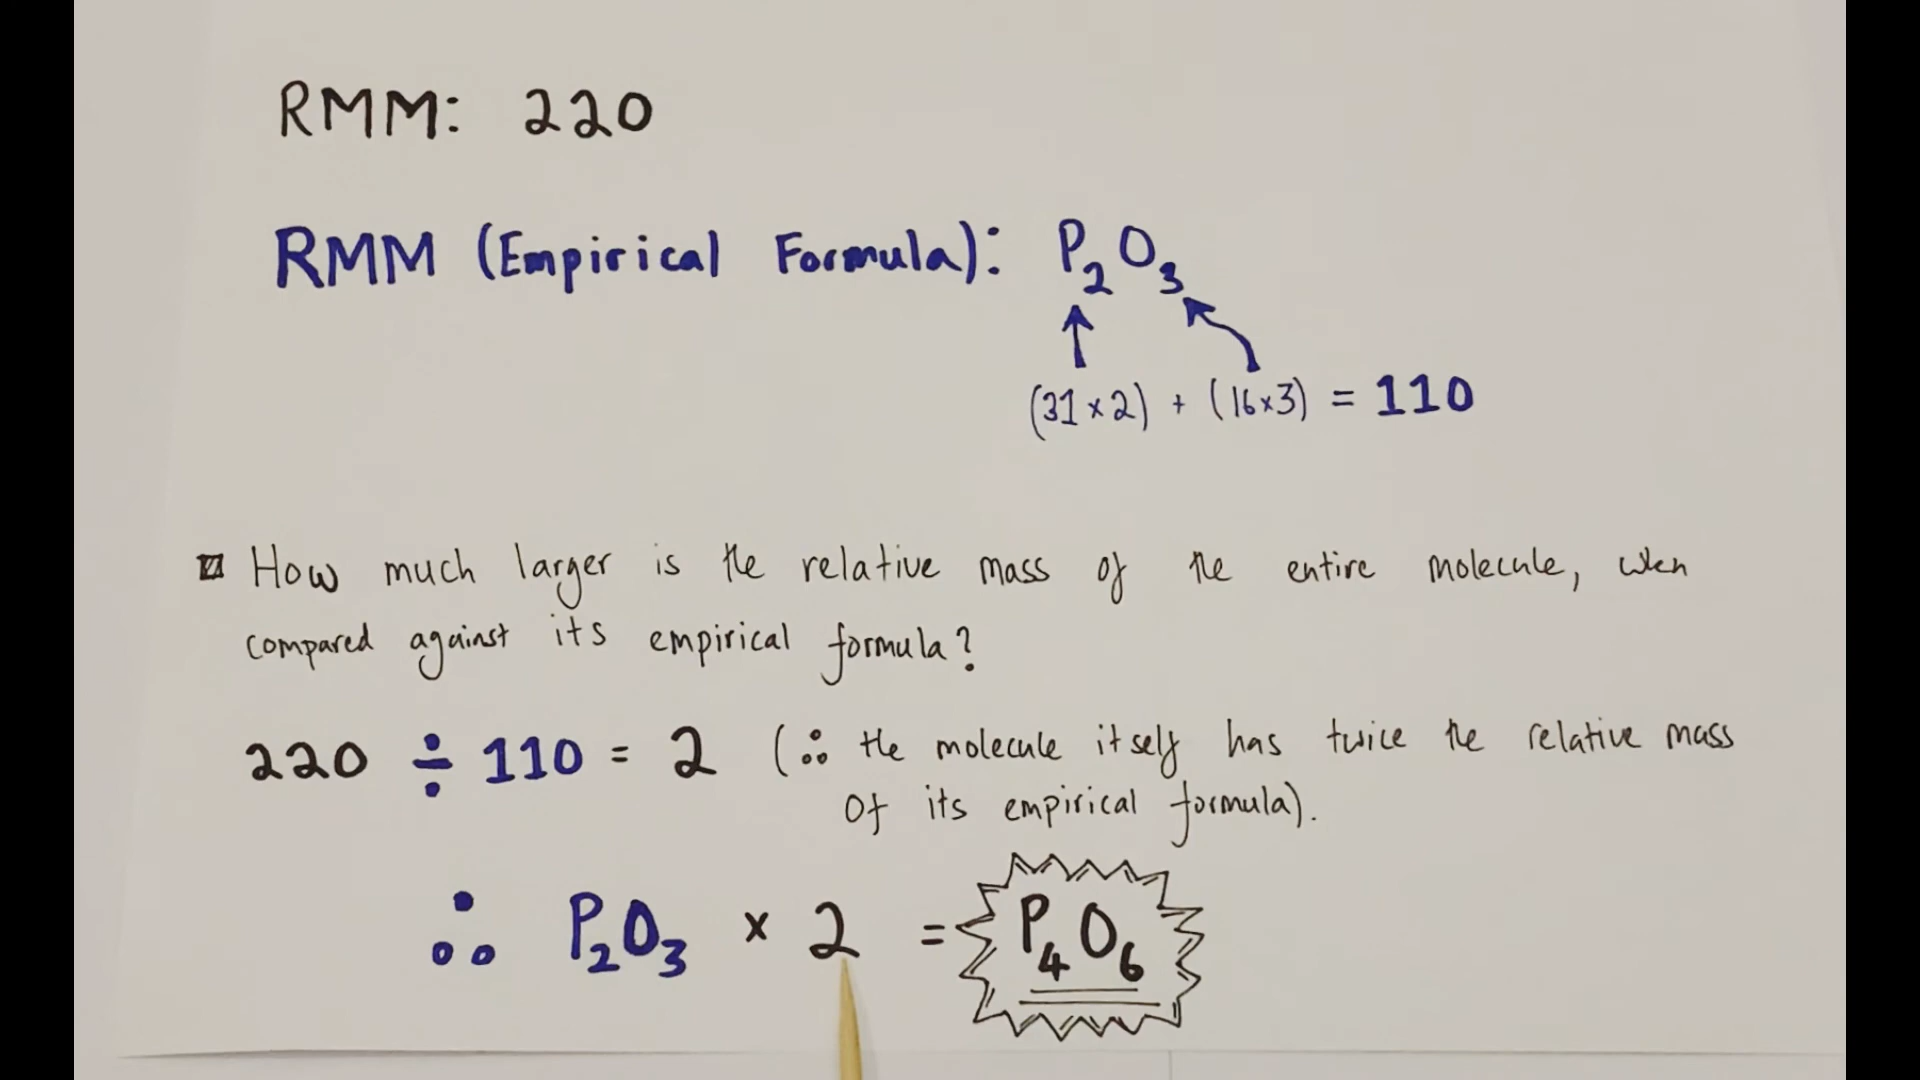 RMM: 220
RMM (Empirical Formula): P₂O₃
(31×2) + (16×3) = 110
How much larger is the relative mass of the entire molecule, when
compared against its empirical formula?
220 ÷ 110 = 2 (∴ the molecule itself has twice the relative mass
of its empirical formula).
∴ P₂O₃ × 2 = P₄O₆